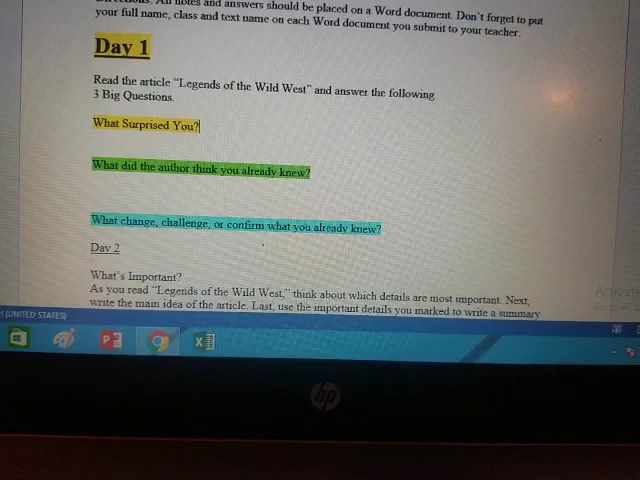 All notes and answers should be placed on a Word document. Don't forget to put
your full name, class and text name on each Word document you submit to your teacher.
Day 1
Read the article "Legends of the Wild West" and answer the following
3 Big Questions.
What Surprised You?
What did the author think you already knew?
What change, challenge, or confirm what you already knew?
Day 2
What's Important?
As you read "Legends of the Wild West," think about which details are most important. Next,
write the main idea of the article. Last, use the important details you marked to write a summary
(UNITED STATES)
Activate
hp